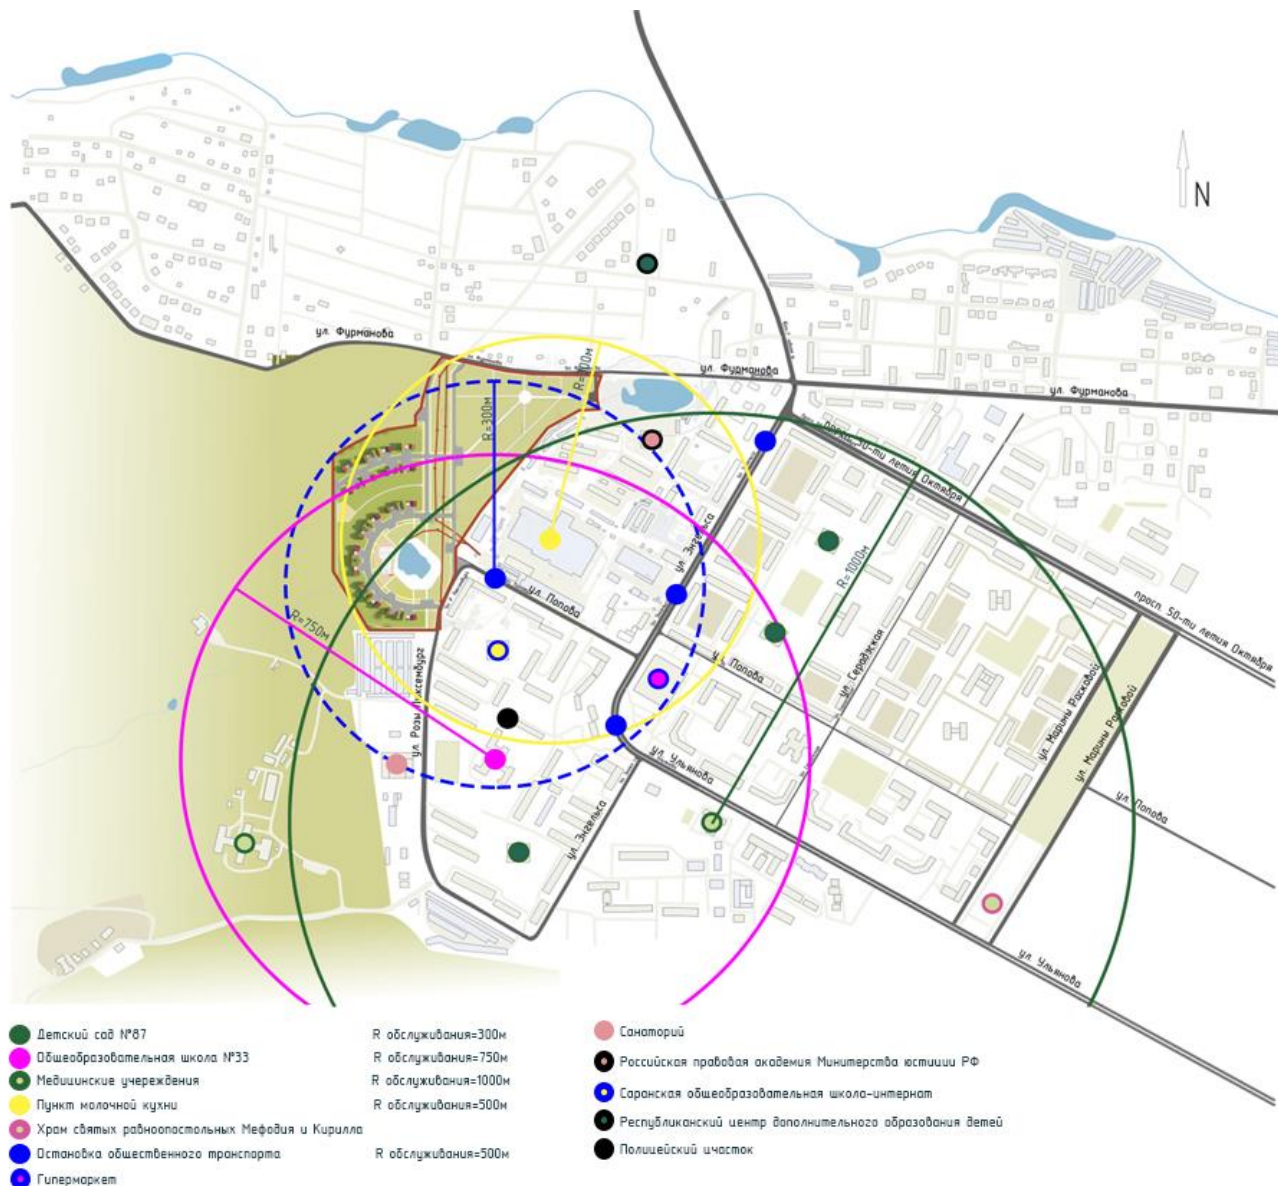 N
ул. Фурманова
ул. Фурманова
ул. Фурманова
R=300м
просп. 50-ти летия Октября
ул. Энгельса
R=1000м
ул. Попова
R=750м
просп. 50-ти летия Октября
ул. Серадзская
ул. Попова
ул. Розы Люксембург
ул. Марины Расковой
ул. Марины Расковой
ул. Ульянова
ул. Попова
ул. Энгельса
ул. Ульянова
Детский сад №87 R обслуживания=300м
Общеобразовательная школа №33 R обслуживания=750м
Медицинские учереждения R обслуживания=1000м
Пункт молочной кухни R обслуживания=500м
Храм святых равноопостольных Мефодия и Кирилла
Остановка общественного транспорта R обслуживания=500м
Гипермаркет
Санаторий
Российская правовая академия Митерства юстиции РФ
Саранская общеобразовательная школа-интернат
Республиканский центр дополнительного образования детей
Полицейский участок